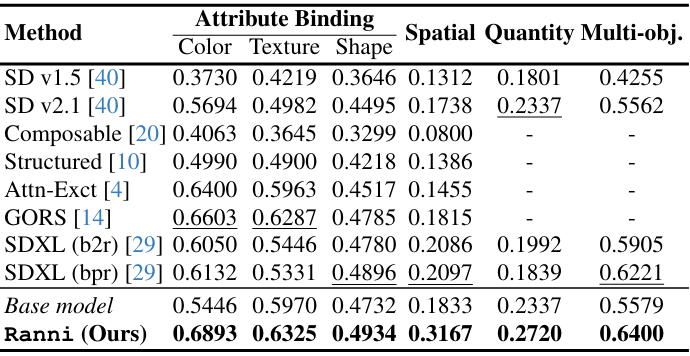 Method Attribute Binding Spatial Quantity Multi-obj.
Color Texture Shape
SD v1.5 [40] 0.3730 0.4219 0.3646 0.1312 0.1801 0.4255
SD v2.1 [40] 0.5694 0.4982 0.4495 0.1738 0.2337 0.5562
Composable [20] 0.4063 0.3645 0.3299 0.0800 - -
Structured [10] 0.4990 0.4900 0.4218 0.1386 - -
Attn-Exct [4] 0.6400 0.5963 0.4517 0.1455 - -
GORS [14] 0.6603 0.6287 0.4785 0.1815 - -
SDXL (b2r) [29] 0.6050 0.5446 0.4780 0.2086 0.1992 0.5905
SDXL (bpr) [29] 0.6132 0.5331 0.4896 0.2097 0.1839 0.6221
Base model 0.5446 0.5970 0.4732 0.1833 0.2337 0.5579
Ranni (Ours) 0.6893 0.6325 0.4934 0.3167 0.2720 0.6400